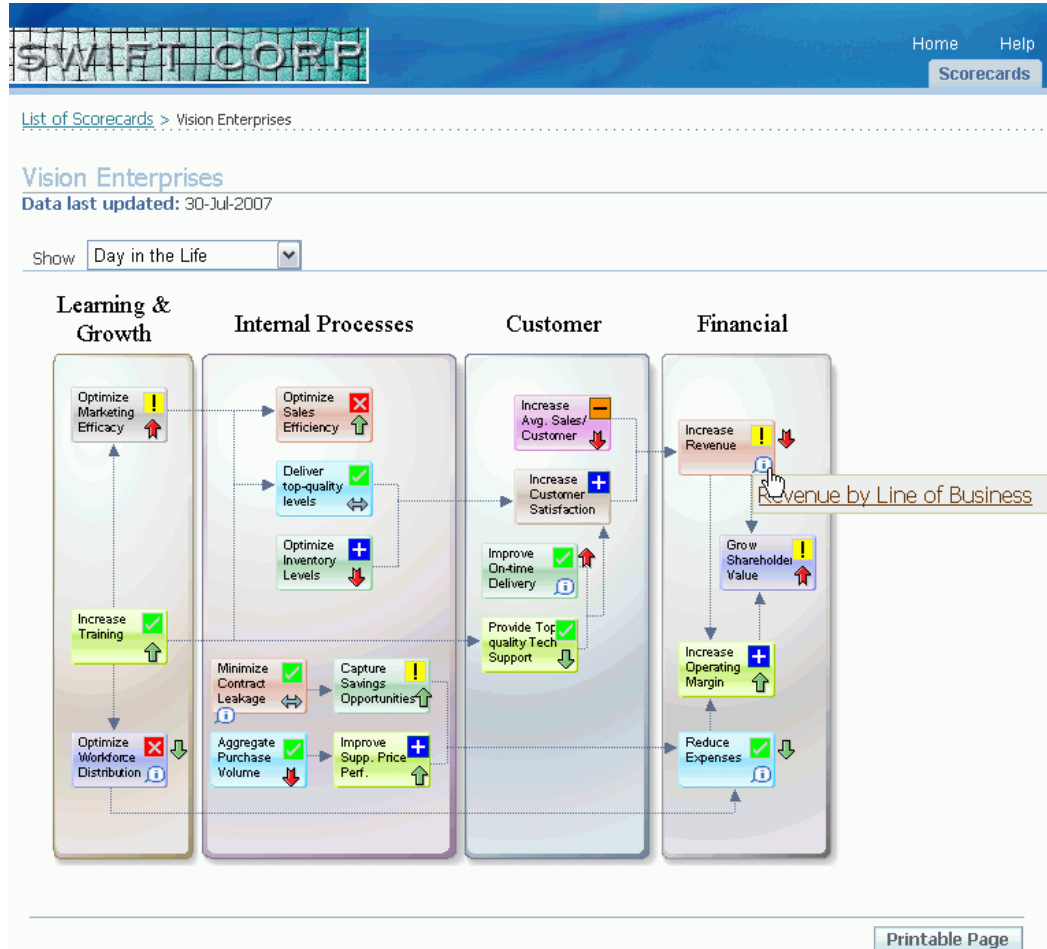 SWIFT CORP
Home Help
Scorecards
List of Scorecards > Vision Enterprises
Vision Enterprises
Data last updated: 30-Jul-2007
Show Day in the Life
Learning &
Growth
Internal Processes
Customer
Financial
Optimize
Marketing
Efficacy
Increase
Training
Optimize
Workforce
Distribution
Optimize
Sales
Efficiency
Deliver
top-quality
levels
Optimize
Inventory
Levels
Minimize
Contract
Leakage
Capture
Savings
Opportunities
Aggregate
Purchase
Volume
Improve
Supp. Price
Perf.
Increase
Avg. Sales/
Customer
Increase
Customer
Satisfaction
Improve
On-time
Delivery
Provide Top
quality Tech
Support
Increase
Revenue
Revenue by Line of Business
Grow
Shareholder
Value
Increase
Operating
Margin
Reduce
Expenses
Printable Page